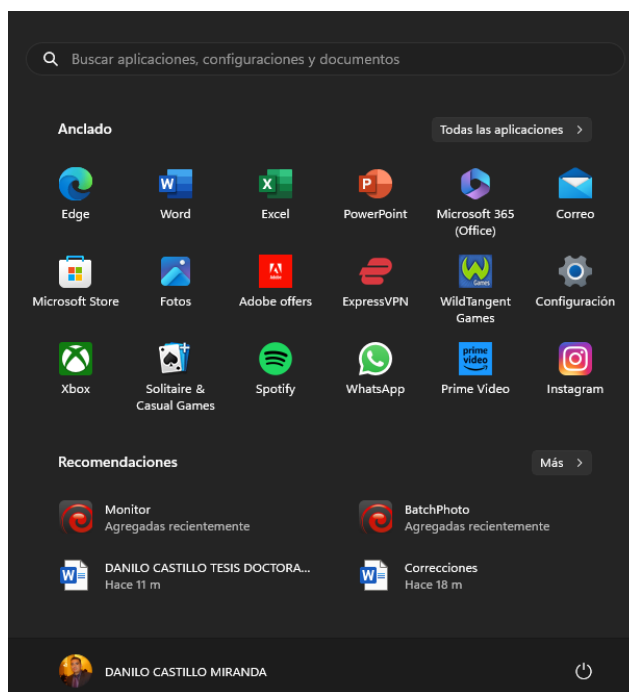 Buscar aplicaciones, configuraciones y documentos
Anclado
Todas las aplicaciones
Edge
Word
Excel
PowerPoint
Microsoft 365
(Office)
Correo
Microsoft Store
Fotos
Adobe offers
ExpressVPN
WildTangent
Games
Configuración
Xbox
Solitaire &
Casual Games
Spotify
WhatsApp
prime
video
Prime Video
Instagram
Recomendaciones
Más
Monitor
Agregadas recientemente
BatchPhoto
Agregadas recientemente
DANILO CASTILLO TESIS DOCTORA...
Hace 11 m
Correcciones
Hace 18 m
DANILO CASTILLO MIRANDA